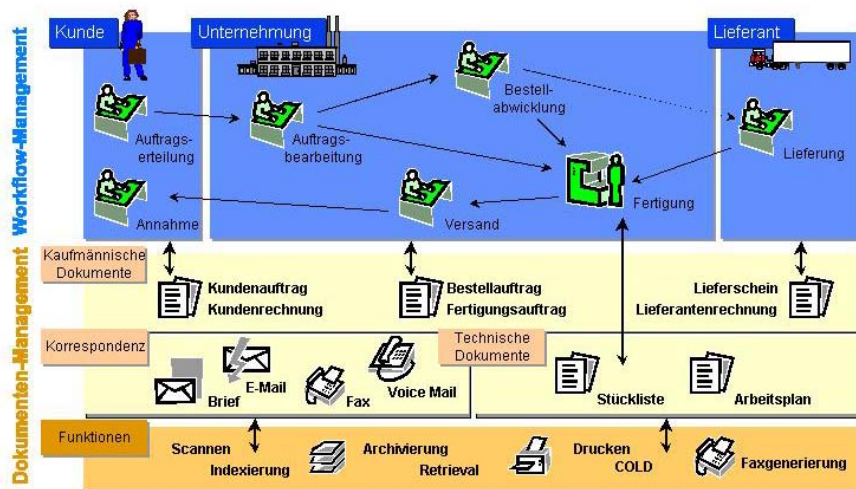 Kunde
Unternehmung
Lieferant
Workflow-Management
Auftrags-
erteilung
Auftrags-
bearbeitung
Bestell-
abwicklung
Lieferung
Annahme
Versand
Fertigung
Dokumenten-Management
Kaufmännische
Dokumente
Kundenauftrag
Kundenrechnung
Bestellauftrag
Fertigungsauftrag
Lieferschein
Lieferantenrechnung
Korrespondenz
Brief
E-Mail
Fax
Voice Mail
Technische
Dokumente
Stückliste
Arbeitsplan
Funktionen
Scannen
Indexierung
Archivierung
Retrieval
Drucken
COLD
Faxgenerierung